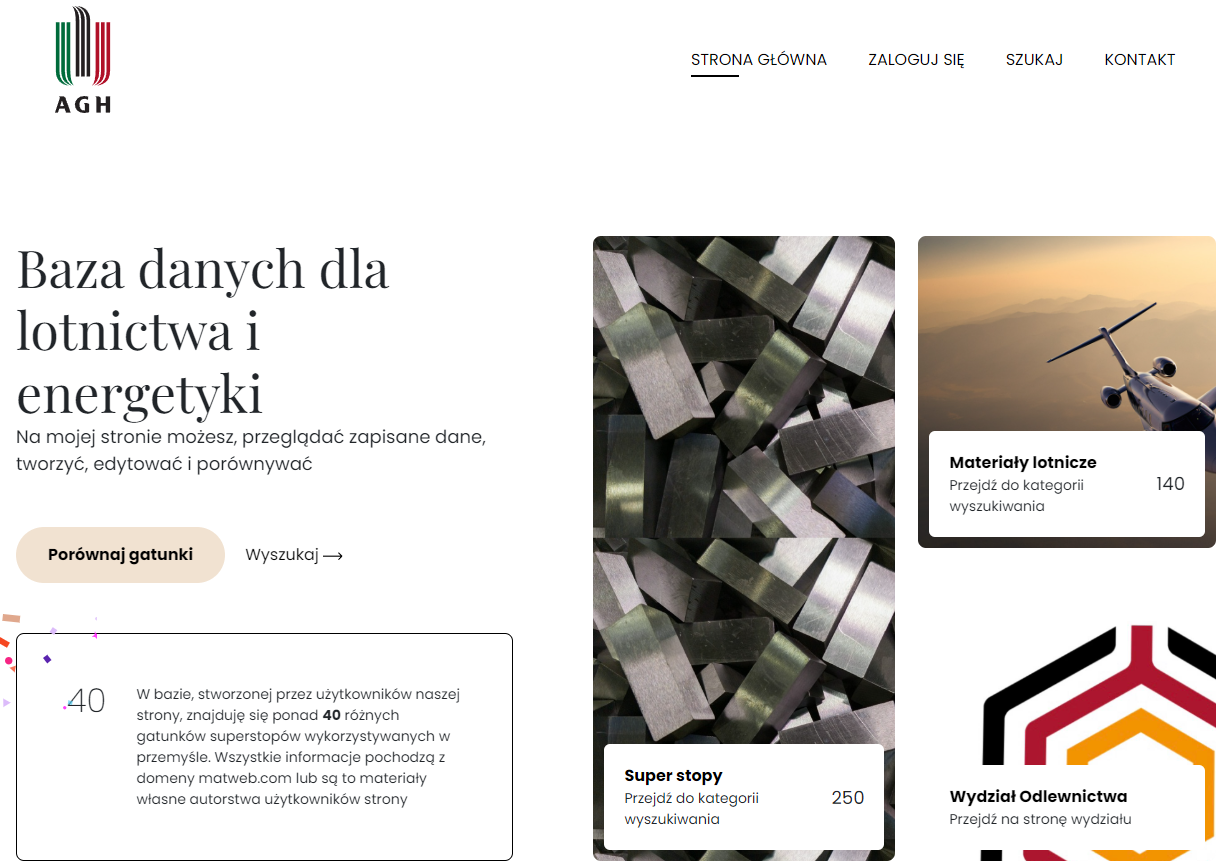 AGH
STRONA GŁÓWNA
ZALOGUJ SIĘ
SZUKAJ
KONTAKT
Baza danych dla
lotnictwa i
energetyki
Na mojej stronie możesz, przeglądać zapisane dane,
tworzyć, edytować i porównywać
Porównaj gatunki
Wyszukaj
40
W bazie, stworzonej przez użytkowników naszej
strony, znajduję się ponad 40 różnych
gatunków superstopów wykorzystywanych w
przemyśle. Wszystkie informacje pochodzą z
domeny matweb.com lub są to materiały
własne autorstwa użytkowników strony
Super stopy
Przejdź do kategorii
wyszukiwania
250
Materiały lotnicze
Przejdź do kategorii
wyszukiwania
140
Wydział Odlewnictwa
Przejdź na stronę wydziału